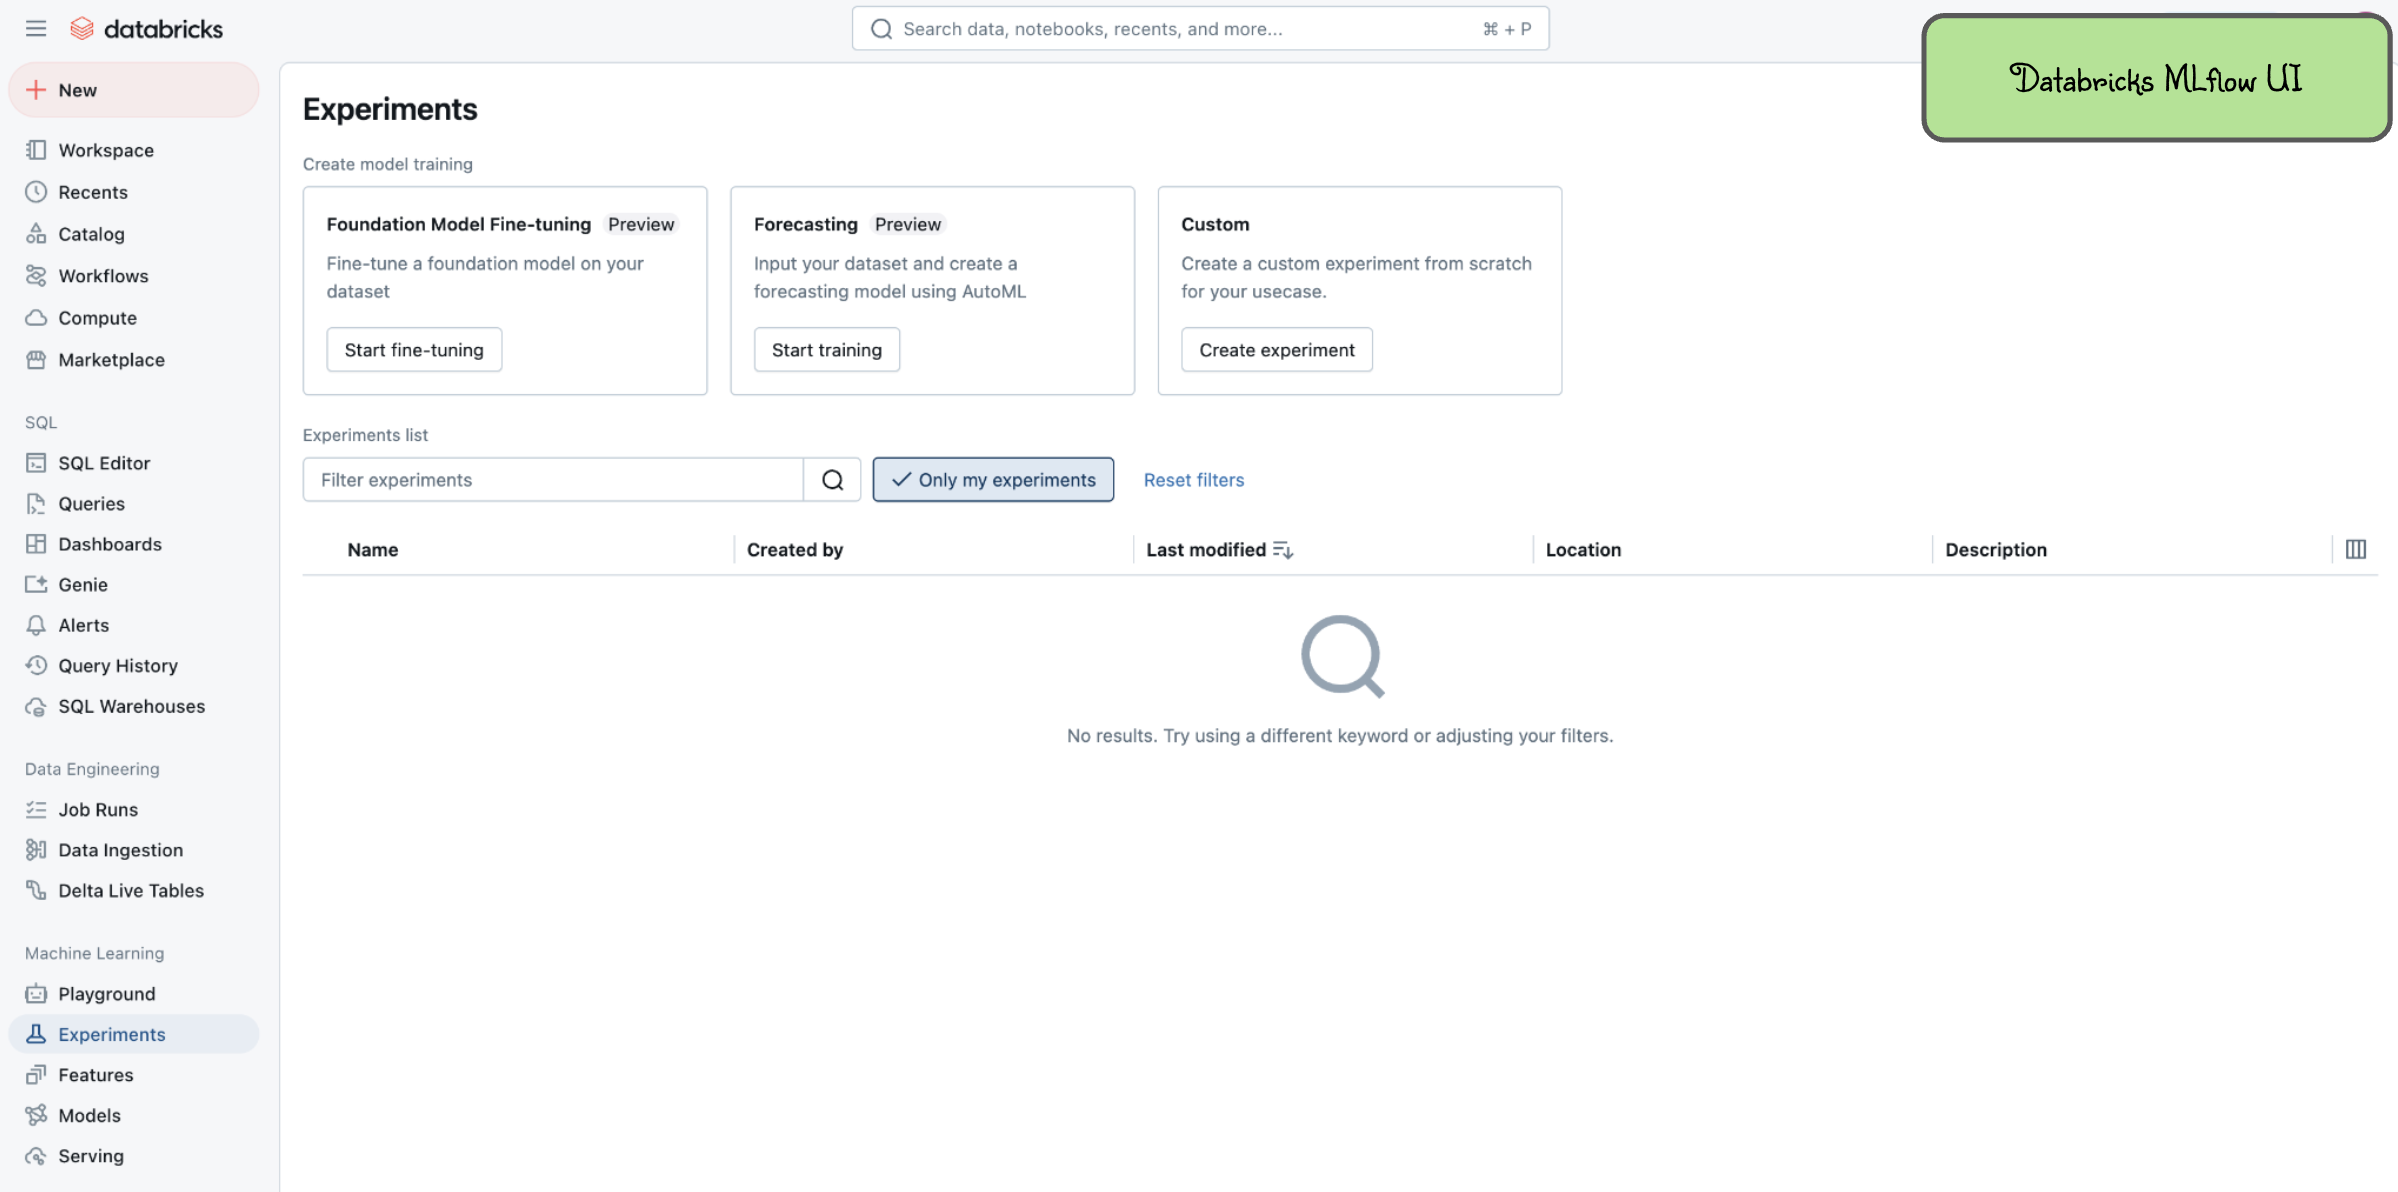 databricks
Search data, notebooks, recents, and more...
⌘ + P
Databricks MLflow UI
New
Workspace
Recents
Catalog
Workflows
Compute
Marketplace
SQL
SQL Editor
Queries
Dashboards
Genie
Alerts
Query History
SQL Warehouses
Data Engineering
Job Runs
Data Ingestion
Delta Live Tables
Machine Learning
Playground
Experiments
Features
Models
Serving
Experiments
Create model training
Foundation Model Fine-tuning Preview
Fine-tune a foundation model on your
dataset
Start fine-tuning
Forecasting Preview
Input your dataset and create a
forecasting model using AutoML
Start training
Custom
Create a custom experiment from scratch
for your usecase.
Create experiment
Experiments list
Filter experiments
Only my experiments
Reset filters
Name
Created by
Last modified
Location
Description
No results. Try using a different keyword or adjusting your filters.